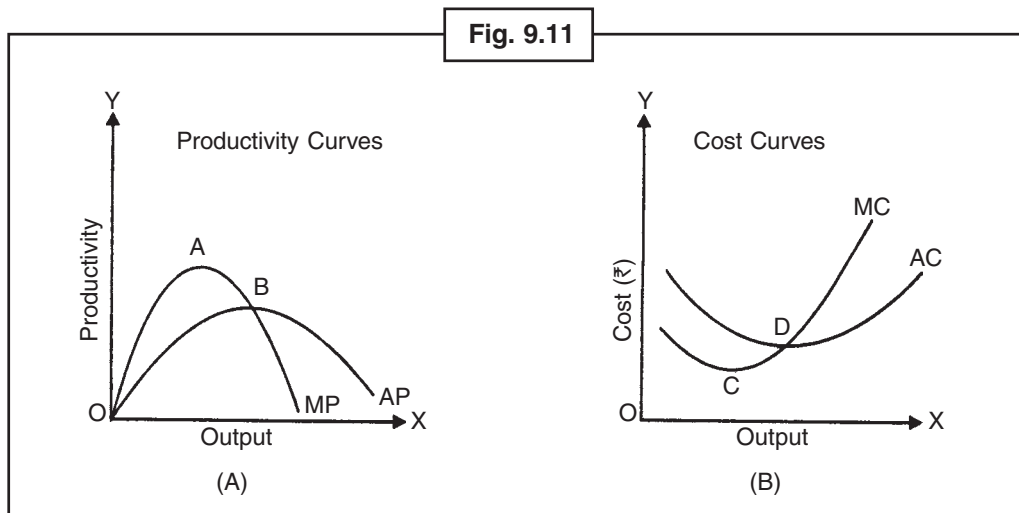 Fig. 9.11
Y
Productivity Curves
Productivity
A
B
O
MP
AP
X
Output
(A)
Y
Cost Curves
Cost (₹)
MC
AC
D
C
O
X
Output
(B)